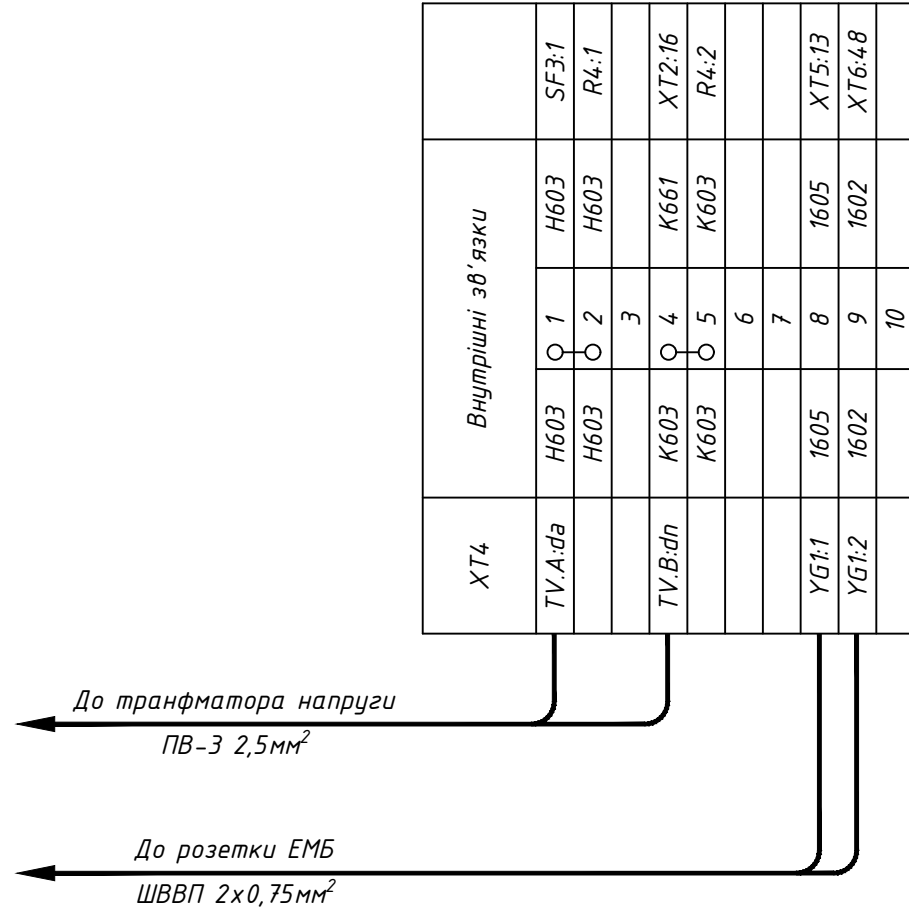 SF3:1
R4:1
XT2:16
R4:2
XT5:13
XT6:48
Внутрішні зв'язки
H603
H603
K661
K603
1605
1602
1
2
3
4
5
6
7
8
9
10
H603
H603
K603
K603
1605
1602
XT4
TV.A:da
TV.B:dn
YG1:1
YG1:2
До транфматора напруги
ПВ-3 2,5мм²
До розетки ЕМБ
ШВВП 2х0,75мм²